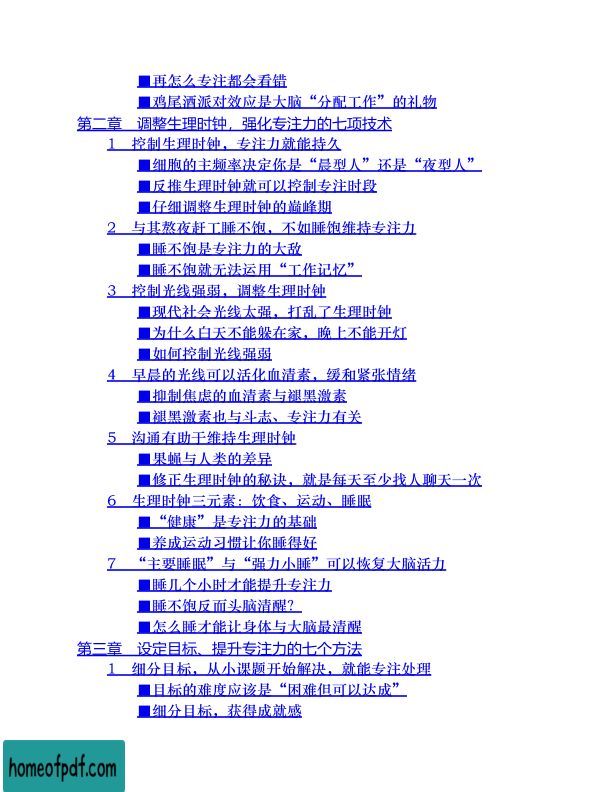 ■再怎么专注都会看错
■鸡尾酒派对效应是大脑“分配工作”的礼物
第二章　调整生理时钟，强化专注力的七项技术
1　控制生理时钟，专注力就能持久
■细胞的主频率决定你是“晨型人”还是“夜型人”
■反推生理时钟就可以控制专注时段
■仔细调整生理时钟的巅峰期
2　与其熬夜赶工睡不饱，不如睡饱维持专注力
■睡不饱是专注力的大敌
■睡不饱就无法运用“工作记忆”
3　控制光线强弱，调整生理时钟
■现代社会光线太强，打乱了生理时钟
■为什么白天不能躲在家，晚上不能开灯
■如何控制光线强弱
4　早晨的光线可以活化血清素，缓和紧张情绪
■抑制焦虑的血清素与褪黑激素
■褪黑激素也与斗志、专注力有关
5　沟通有助于维持生理时钟
■果蝇与人类的差异
■修正生理时钟的秘诀，就是每天至少找人聊天一次
6　生理时钟三元素：饮食、运动、睡眠
■“健康”是专注力的基础
■养成运动习惯让你睡得好
7　“主要睡眠”与“强力小睡”可以恢复大脑活力
■睡几个小时才能提升专注力
■睡不饱反而头脑清醒？
■怎么睡才能让身体与大脑最清醒
第三章　设定目标、提升专注力的七个方法
1　细分目标，从小课题开始解决，就能专注处理
■目标的难度应该是“困难但可以达成”
■细分目标，获得成就感
homeofpdf.com